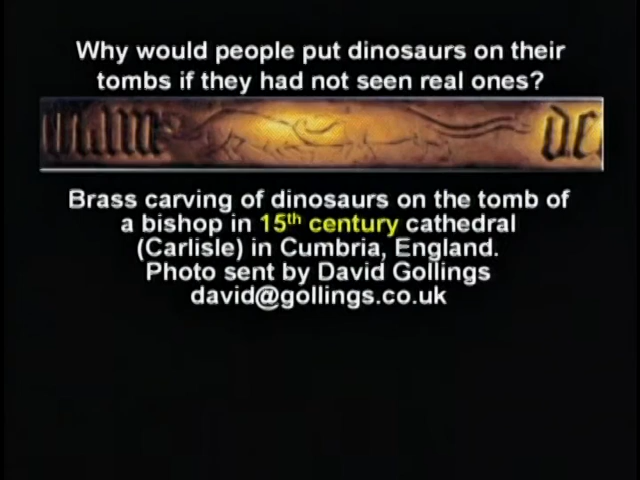 Why would people put dinosaurs on their
tombs if they had not seen real ones?
de
Brass carving of dinosaurs on the tomb of
a bishop in 15th century cathedral
(Carlisle) in Cumbria, England.
Photo sent by David Gollings
david@gollings.co.uk